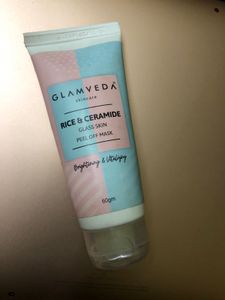 GLAMVEDA
skincare
RICE & CERAMIDE
GLASS SKIN
PEEL OFF MASK
Brightening & Vitalizing
60gm